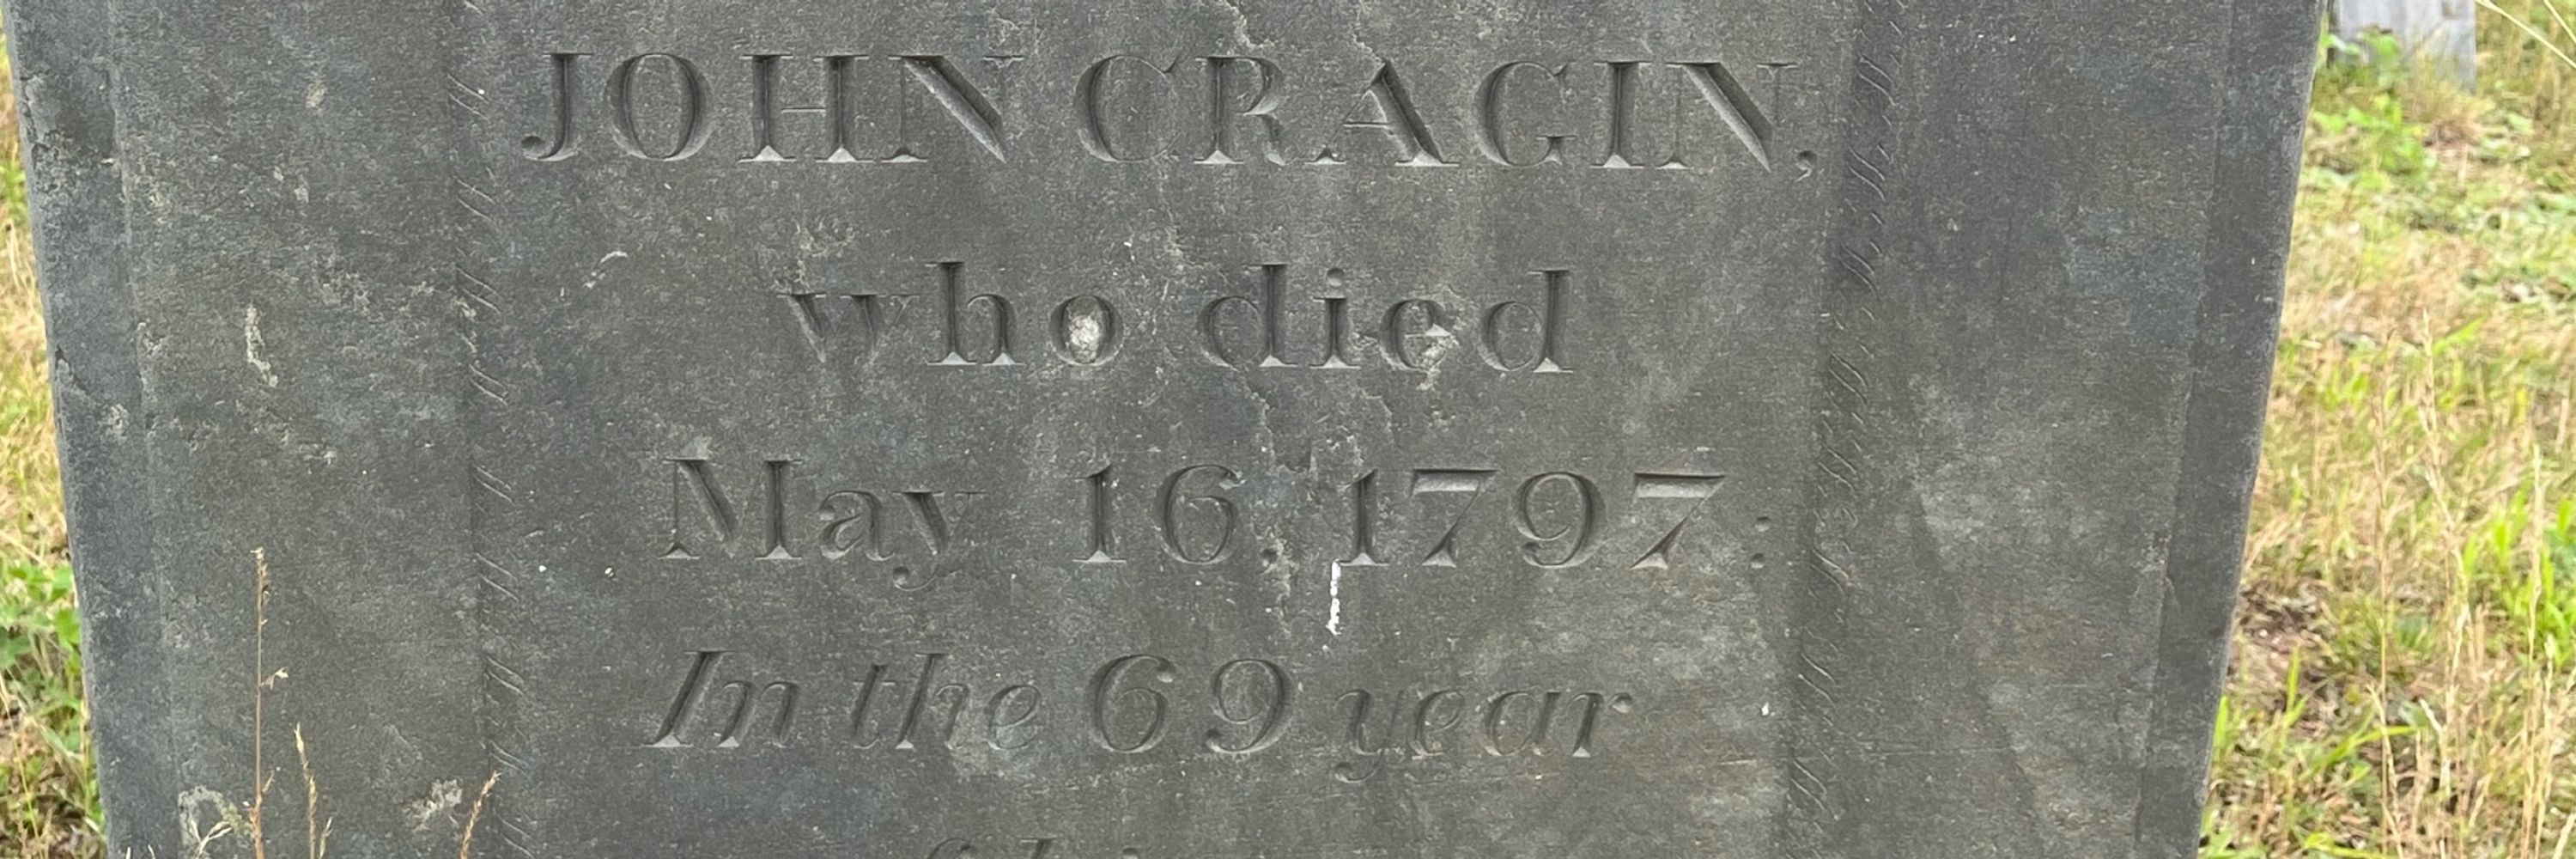 JOHN CRAGIN,
who died
May 16, 1797:
In the 69 year